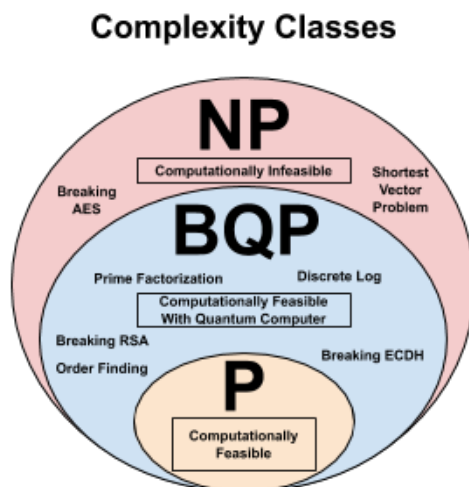 Complexity Classes
NP
Computationally Infeasible
Breaking
AES
Shortest
Vector
Problem
BQP
Prime Factorization
Discrete Log
Computationally Feasible
With Quantum Computer
Breaking RSA
Order Finding
Breaking ECDH
P
Computationally
Feasible